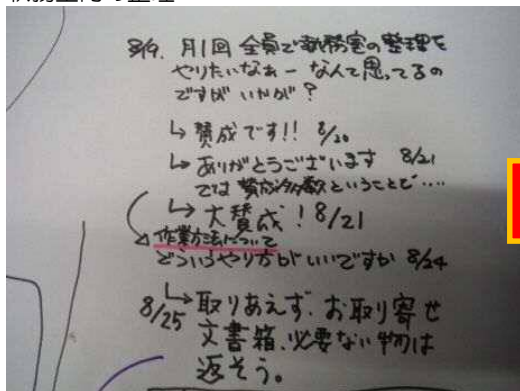 8/19. 月1回 全員で執務室の整理を
やりたいなぁー なんて思ってるの
ですが いかが?
↳ 賛成です!! 8/20
↳ ありがとうございます 8/21
では 賛成多数ということで‥‥
↳ 大賛成!8/21
作業方法について
どういうやり方がいいですか 8/24
8/25 ↳ 取りあえず、お取り寄せ
文書箱、必要ない物は
返そう。